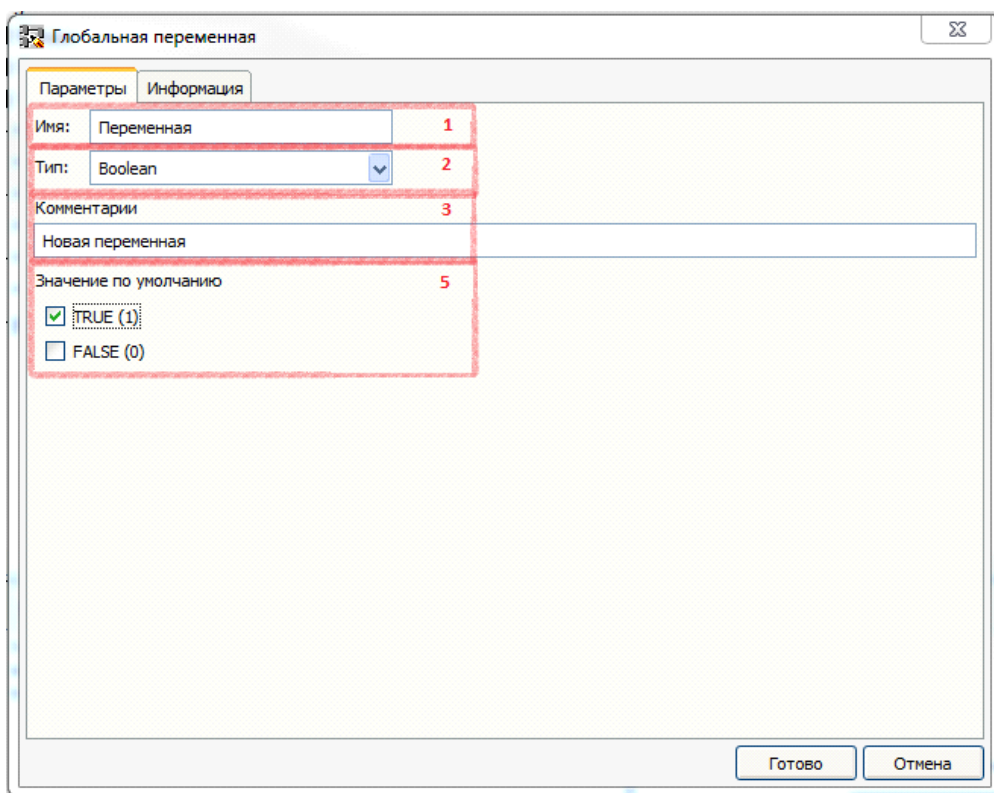 Глобальная переменная
Параметры Информация
Имя: Переменная 1
Тип: Boolean 2
Комментарии 3
Новая переменная
Значение по умолчанию 5
TRUE (1)
FALSE (0)
Готово Отмена